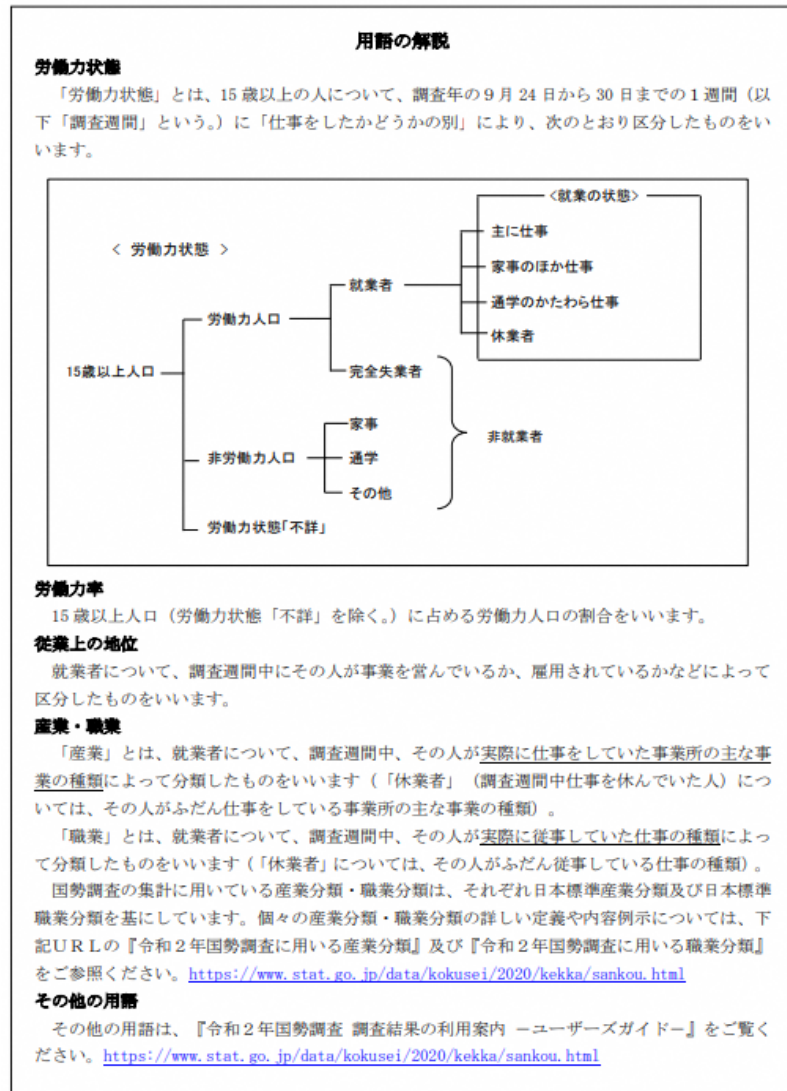 用語の解説
労働力状態
「労働力状態」とは、15歳以上の人について、調査年の９月24日から30日までの１週間（以
下「調査週間」という。）に「仕事をしたかどうかの別」により、次のとおり区分したものをい
います。
<就業の状態>
主に仕事
< 労働力状態 >
家事のほか仕事
就業者
通学のかたわら仕事
労働力人口
休業者
15歳以上人口
完全失業者
家事
非就業者
非労働力人口
通学
その他
労働力状態「不詳」
労働力率
15歳以上人口（労働力状態「不詳」を除く。）に占める労働力人口の割合をいいます。
従業上の地位
就業者について、調査週間中にその人が事業を営んでいるか、雇用されているかなどによって
区分したものをいいます。
産業・職業
「産業」とは、就業者について、調査週間中、その人が実際に仕事をしていた事業所の主な事
業の種類によって分類したものをいいます（「休業者」（調査週間中仕事を休んでいた人）につ
いては、その人がふだん仕事をしている事業所の主な事業の種類）。
「職業」とは、就業者について、調査週間中、その人が実際に従事していた仕事の種類によっ
て分類したものをいいます（「休業者」については、その人がふだん従事している仕事の種類）。
国勢調査の集計に用いている産業分類・職業分類は、それぞれ日本標準産業分類及び日本標準
職業分類を基にしています。個々の産業分類・職業分類の詳しい定義や内容例示については、下
記ＵＲＬの『令和２年国勢調査に用いる産業分類』及び『令和２年国勢調査に用いる職業分類』
をご参照ください。https://www.stat.go.jp/data/kokusei/2020/kekka/sankou.html
その他の用語
その他の用語は、『令和２年国勢調査 調査結果の利用案内 －ユーザーズガイド－』をご覧く
ださい。https://www.stat.go.jp/data/kokusei/2020/kekka/sankou.html